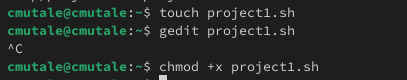 cmutale@cmutale:~$ touch project1.sh
cmutale@cmutale:~$ gedit project1.sh
^C
cmutale@cmutale:~$ chmod +x project1.sh